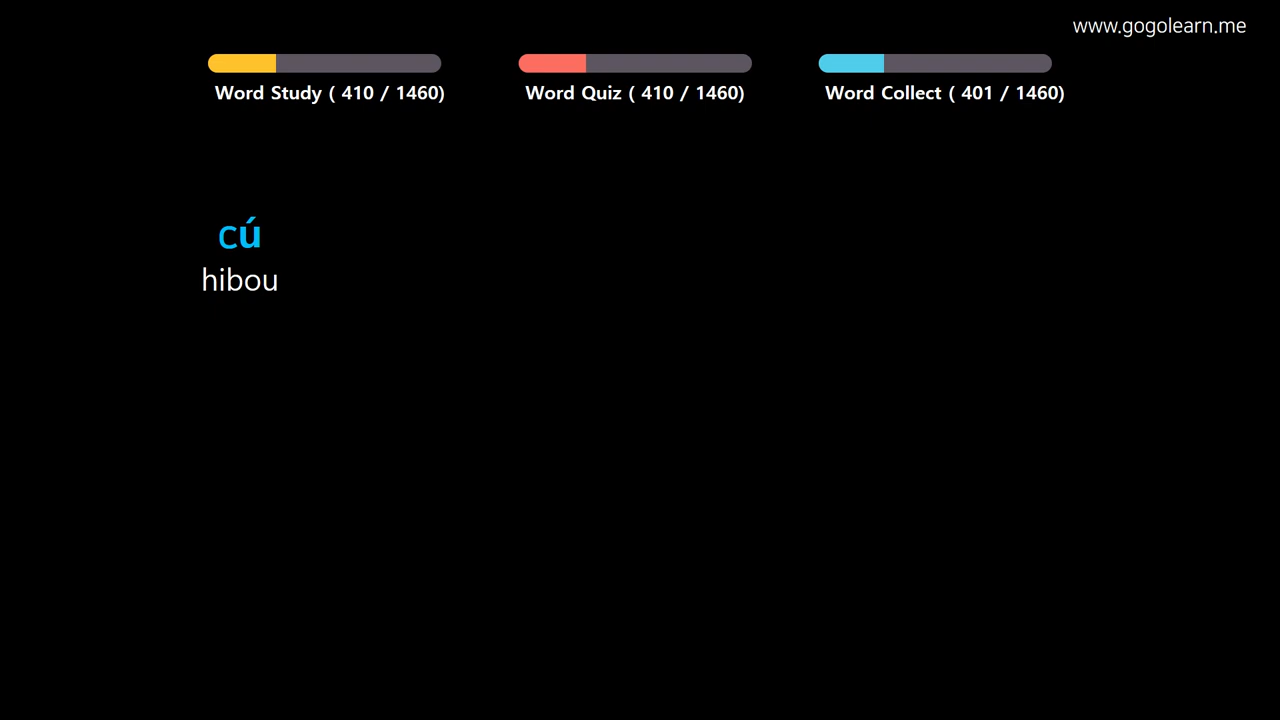 www.gogolearn.me
Word Study ( 410 / 1460)
Word Quiz ( 410 / 1460)
Word Collect ( 401 / 1460)
cú
hibou